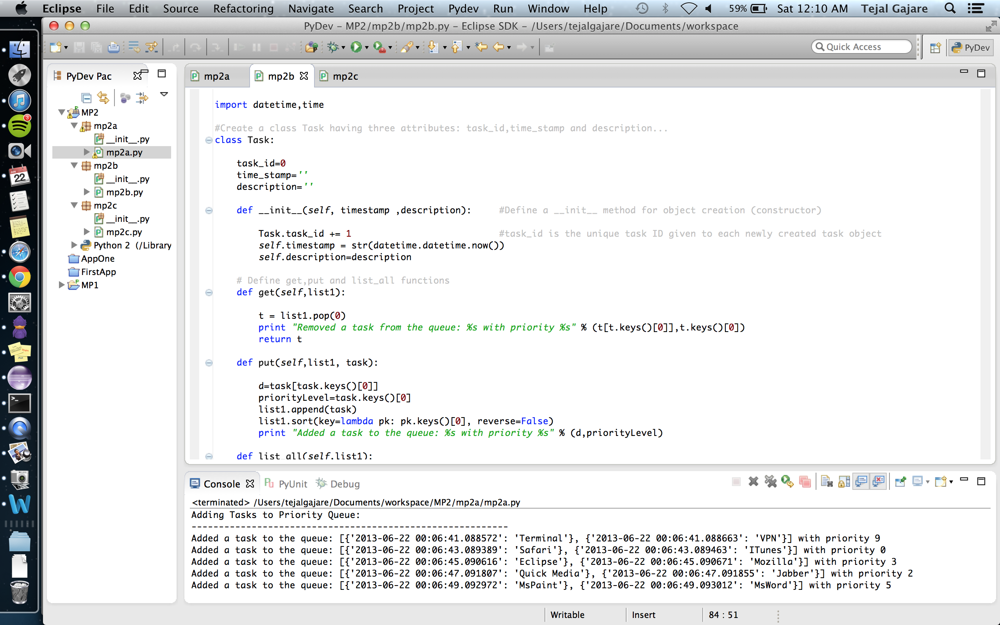 Eclipse File Edit Source Refactoring Navigate Search Project Pydev Run Window Help 59% Sat 12:10 AM Tejal Gajare
PyDev – MP2/mp2b/mp2b.py – Eclipse SDK – /Users/tejalgajare/Documents/workspace
Quick Access
PyDev
3
JUN
22
PyDev Pac
MP2
mp2a
__init__.py
mp2a.py
mp2b
__init__.py
mp2b.py
mp2c
__init__.py
mp2c.py
Python 2 (/Library
AppOne
FirstApp
MP1
mp2a
mp2b
mp2c
import datetime,time
#Create a class Task having three attributes: task_id,time_stamp and description...
class Task:
task_id=0
time_stamp=''
description=''
def __init__(self, timestamp ,description): #Define a __init__ method for object creation (constructor)
Task.task_id += 1 #task_id is the unique task ID given to each newly created task object
self.timestamp = str(datetime.datetime.now())
self.description=description
# Define get,put and list_all functions
def get(self,list1):
t = list1.pop(0)
print "Removed a task from the queue: %s with priority %s" % (t[t.keys()[0]],t.keys()[0])
return t
def put(self,list1, task):
d=task[task.keys()[0]]
priorityLevel=task.keys()[0]
list1.append(task)
list1.sort(key=lambda pk: pk.keys()[0], reverse=False)
print "Added a task to the queue: %s with priority %s" % (d,priorityLevel)
def list_all(self,list1):
Console
PyUnit
Debug
<terminated> /Users/tejalgajare/Documents/workspace/MP2/mp2a/mp2a.py
Adding Tasks to Priority Queue:
----------------------------------------------------------
Added a task to the queue: [{'2013-06-22 00:06:41.088572': 'Terminal'}, {'2013-06-22 00:06:41.088663': 'VPN'}] with priority 9
Added a task to the queue: [{'2013-06-22 00:06:43.089389': 'Safari'}, {'2013-06-22 00:06:43.089463': 'ITunes'}] with priority 0
Added a task to the queue: [{'2013-06-22 00:06:45.090616': 'Eclipse'}, {'2013-06-22 00:06:45.090671': 'Mozilla'}] with priority 3
Added a task to the queue: [{'2013-06-22 00:06:47.091807': 'Quick Media'}, {'2013-06-22 00:06:47.091855': 'Jabber'}] with priority 2
Added a task to the queue: [{'2013-06-22 00:06:49.092972': 'MsPaint'}, {'2013-06-22 00:06:49.093012': 'MsWord'}] with priority 5
Writable
Insert
84 : 51